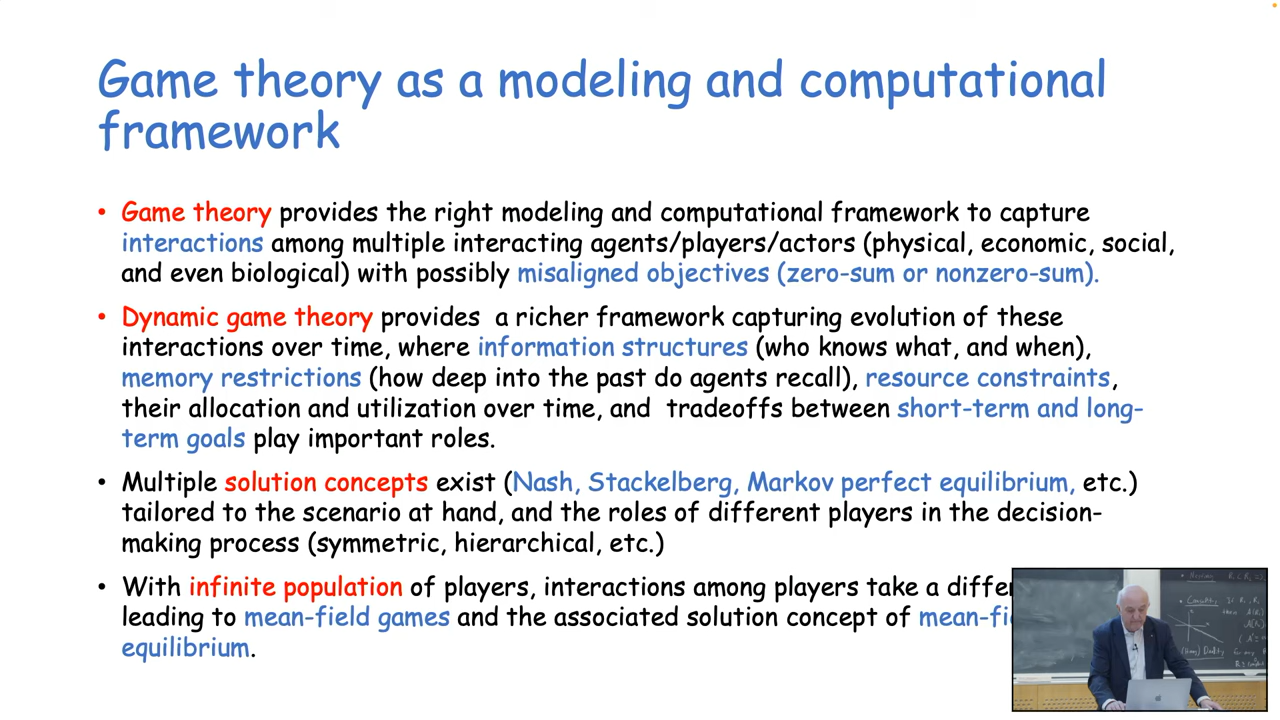 Game theory as a modeling and computational
framework
• Game theory provides the right modeling and computational framework to capture
interactions among multiple interacting agents/players/actors (physical, economic, social,
and even biological) with possibly misaligned objectives (zero-sum or nonzero-sum).
• Dynamic game theory provides a richer framework capturing evolution of these
interactions over time, where information structures (who knows what, and when),
memory restrictions (how deep into the past do agents recall), resource constraints,
their allocation and utilization over time, and tradeoffs between short-term and long-
term goals play important roles.
• Multiple solution concepts exist (Nash, Stackelberg, Markov perfect equilibrium, etc.)
tailored to the scenario at hand, and the roles of different players in the decision-
making process (symmetric, hierarchical, etc.)
• With infinite population of players, interactions among players take a
leading to mean-field games and the associated solution concept of
equilibrium.
Duality